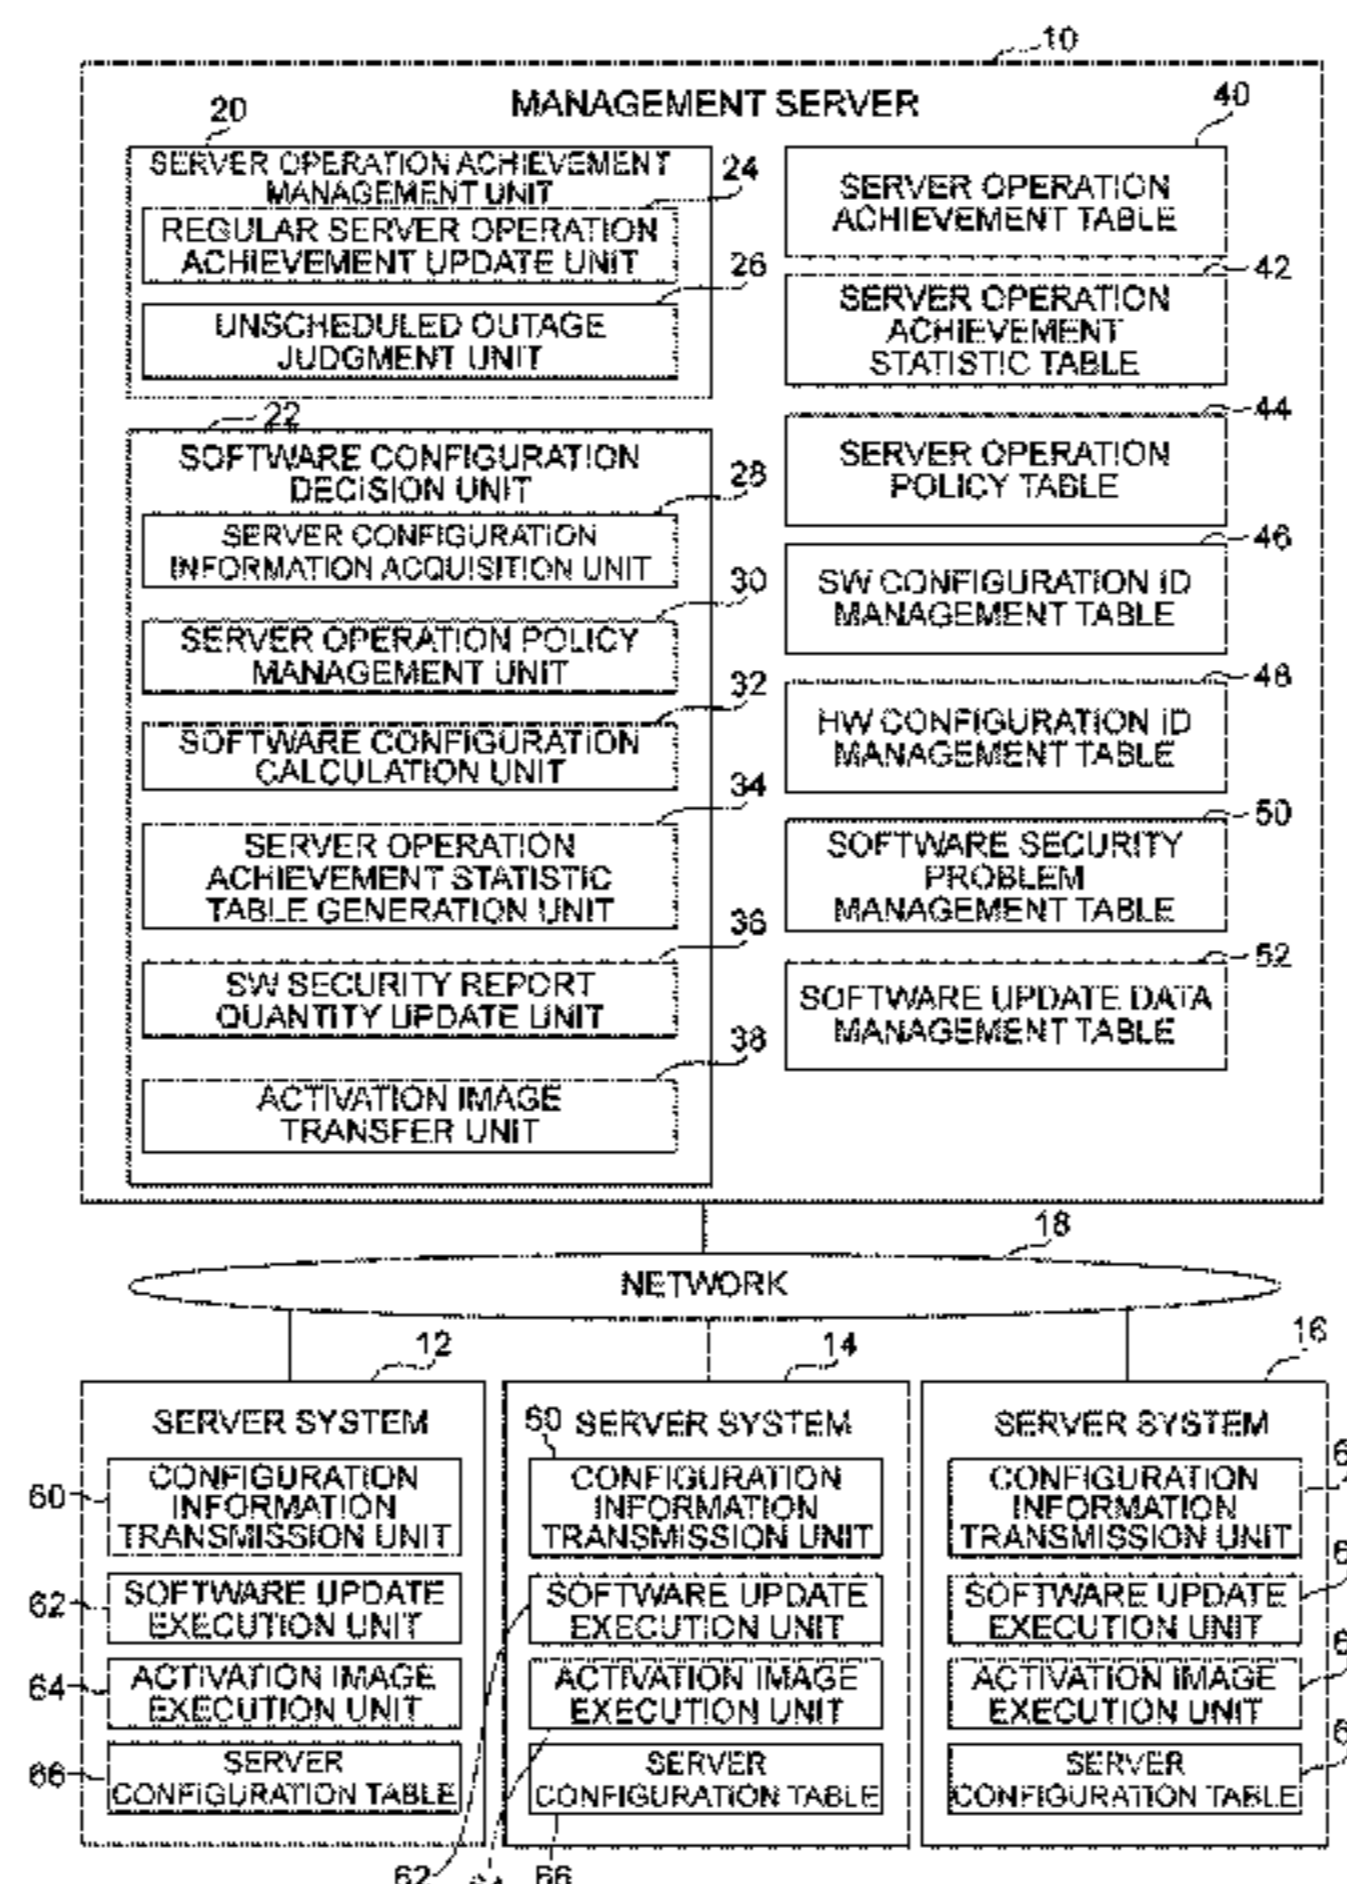 10
MANAGEMENT SERVER
20
SERVER OPERATION ACHIEVEMENT
MANAGEMENT UNIT
24
REGULAR SERVER OPERATION
ACHIEVEMENT UPDATE UNIT
26
UNSCHEDULED OUTAGE
JUDGMENT UNIT
22
SOFTWARE CONFIGURATION
DECISION UNIT
28
SERVER CONFIGURATION
INFORMATION ACQUISITION UNIT
30
SERVER OPERATION POLICY
MANAGEMENT UNIT
32
SOFTWARE CONFIGURATION
CALCULATION UNIT
34
SERVER OPERATION
ACHIEVEMENT STATISTIC
TABLE GENERATION UNIT
36
SW SECURITY REPORT
QUANTITY UPDATE UNIT
38
ACTIVATION IMAGE
TRANSFER UNIT
40
SERVER OPERATION
ACHIEVEMENT TABLE
42
SERVER OPERATION
ACHIEVEMENT
STATISTIC TABLE
44
SERVER OPERATION
POLICY TABLE
46
SW CONFIGURATION ID
MANAGEMENT TABLE
48
HW CONFIGURATION ID
MANAGEMENT TABLE
50
SOFTWARE SECURITY
PROBLEM
MANAGEMENT TABLE
52
SOFTWARE UPDATE DATA
MANAGEMENT TABLE
18
NETWORK
12
SERVER SYSTEM
60
CONFIGURATION
INFORMATION
TRANSMISSION UNIT
62
SOFTWARE UPDATE
EXECUTION UNIT
64
ACTIVATION IMAGE
EXECUTION UNIT
66
SERVER
CONFIGURATION TABLE
14
60
SERVER SYSTEM
CONFIGURATION
INFORMATION
TRANSMISSION UNIT
SOFTWARE UPDATE
EXECUTION UNIT
ACTIVATION IMAGE
EXECUTION UNIT
SERVER
CONFIGURATION TABLE
62
66
16
SERVER SYSTEM
CONFIGURATION
INFORMATION
TRANSMISSION UNIT
SOFTWARE UPDATE
EXECUTION UNIT
ACTIVATION IMAGE
EXECUTION UNIT
SERVER
CONFIGURATION TABLE